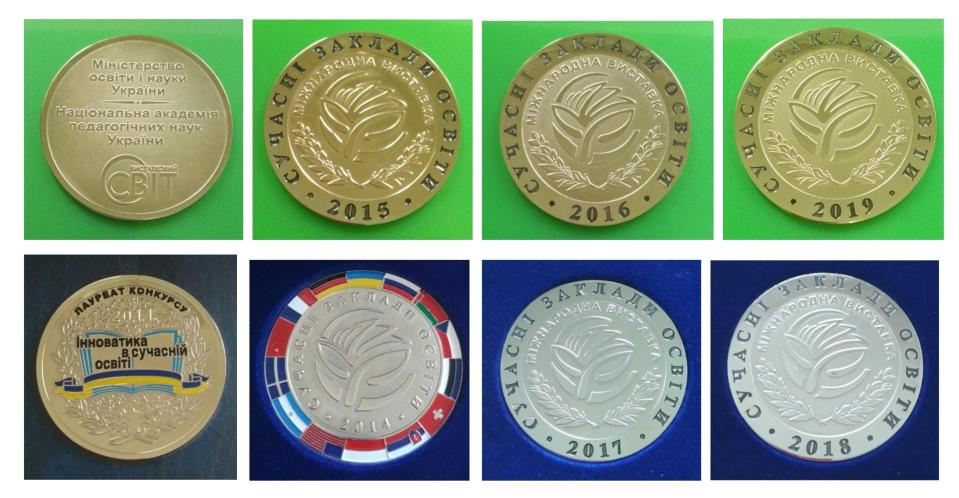 Міністерство
освіти і науки
України
Національна академія
педагогічних наук
України
ВИСТАВКОВИЙ
СВІТ
СУЧАСНІ ЗАКЛАДИ ОСВІТИ
МІЖНАРОДНА ВИСТАВКА
2015
СУЧАСНІ ЗАКЛАДИ ОСВІТИ
МІЖНАРОДНА ВИСТАВКА
2016
СУЧАСНІ ЗАКЛАДИ ОСВІТИ
МІЖНАРОДНА ВИСТАВКА
2019
ЛАУРЕАТ КОНКУРСУ
2011
Інноватика
в сучасній
освіті
СУЧАСНІ ЗАКЛАДИ ОСВІТИ
2014
СУЧАСНІ ЗАКЛАДИ ОСВІТИ
МІЖНАРОДНА ВИСТАВКА
2017
СУЧАСНІ ЗАКЛАДИ ОСВІТИ
МІЖНАРОДНА ВИСТАВКА
2018